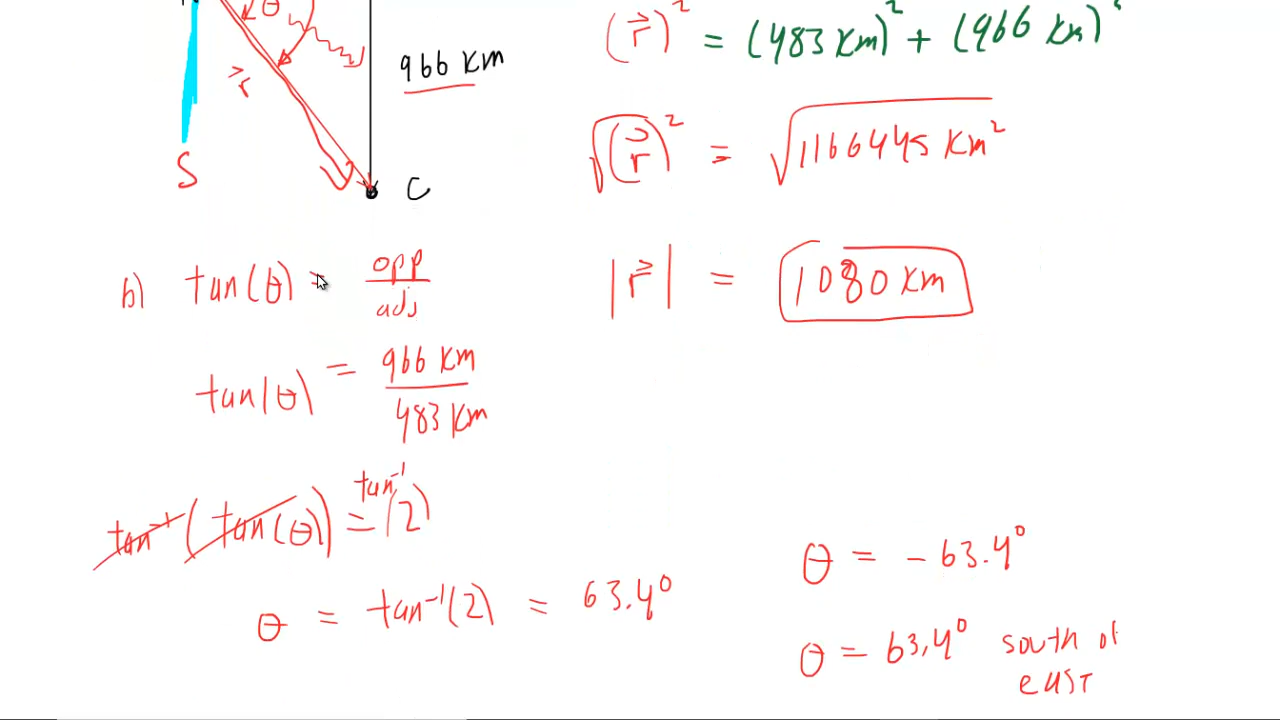 θ
966 km
r⃗
S
C
(r⃗)² = (483 km)² + (966 km)²
√(r⃗)² = √1166445 km²
|r⃗| = 1080 km
b) tan(θ) = opp/adj
tan(θ) = 966 km/483 km
tan⁻¹(tan(θ)) = tan⁻¹(2)
θ = tan⁻¹(2) = 63.4°
θ = -63.4°
θ = 63.4° south of
east